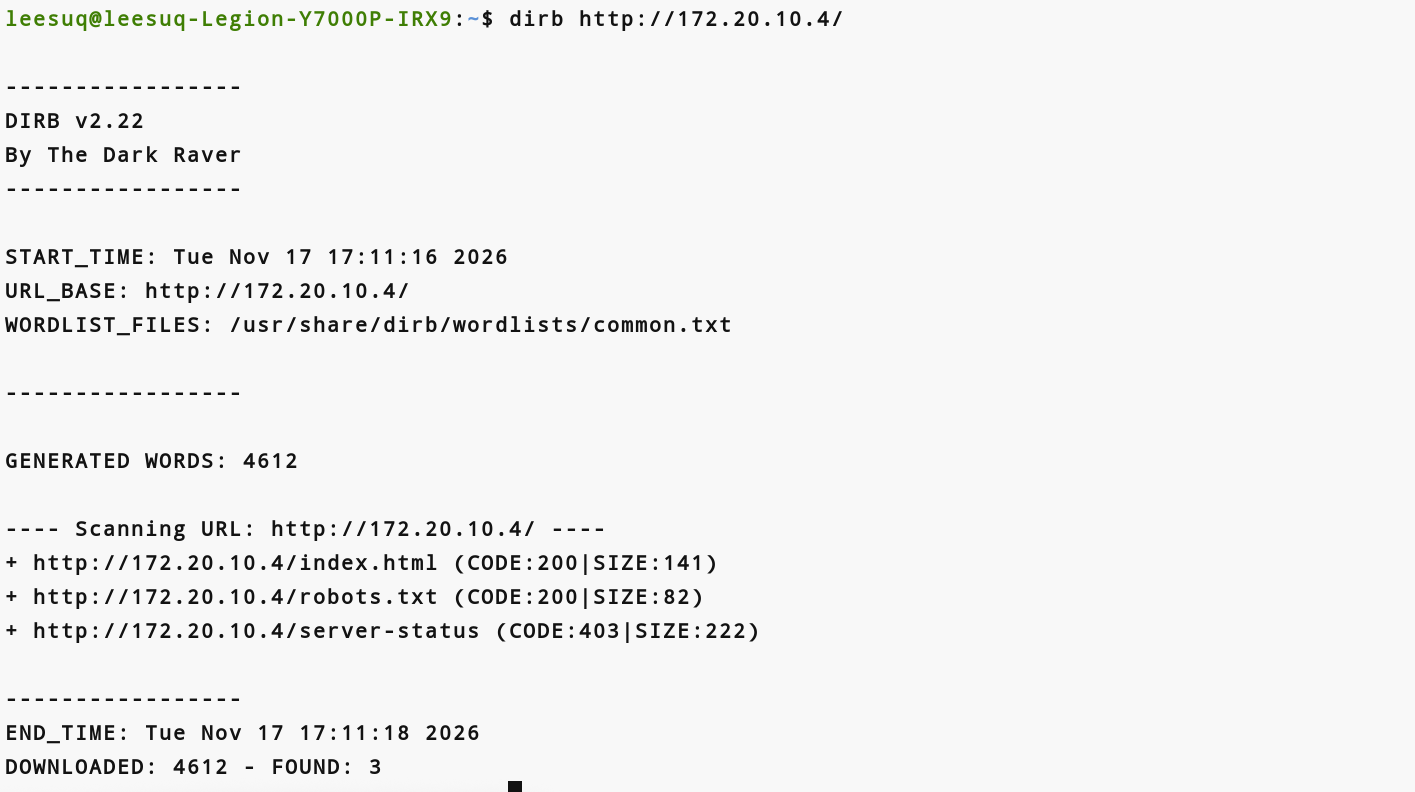 leesuq@leesuq-Legion-Y7000P-IRX9:~$ dirb http://172.20.10.4/
-----------------
DIRB v2.22
By The Dark Raver
-----------------
START_TIME: Tue Nov 17 17:11:16 2026
URL_BASE: http://172.20.10.4/
WORDLIST_FILES: /usr/share/dirb/wordlists/common.txt
-----------------
GENERATED WORDS: 4612
---- Scanning URL: http://172.20.10.4/ ----
+ http://172.20.10.4/index.html (CODE:200|SIZE:141)
+ http://172.20.10.4/robots.txt (CODE:200|SIZE:82)
+ http://172.20.10.4/server-status (CODE:403|SIZE:222)
-----------------
END_TIME: Tue Nov 17 17:11:18 2026
DOWNLOADED: 4612 - FOUND: 3